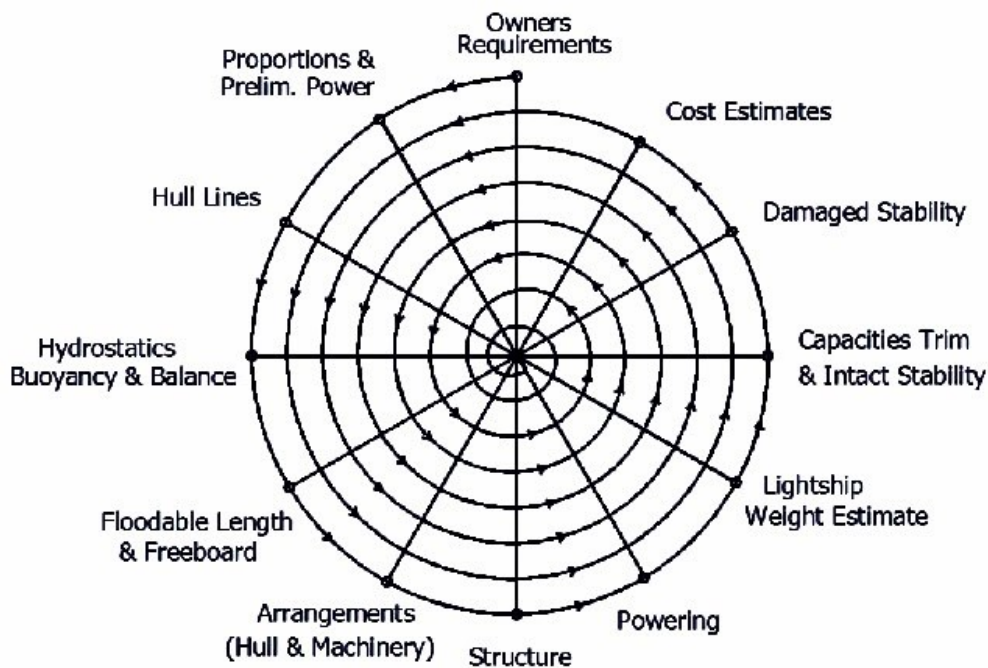 Owners
Requirements
Proportions &
Prelim. Power
Cost Estimates
Hull Lines
Damaged Stability
Hydrostatics
Buoyancy & Balance
Capacities Trim
& Intact Stability
Floodable Length
& Freeboard
Lightship
Weight Estimate
Arrangements
(Hull & Machinery)
Powering
Structure